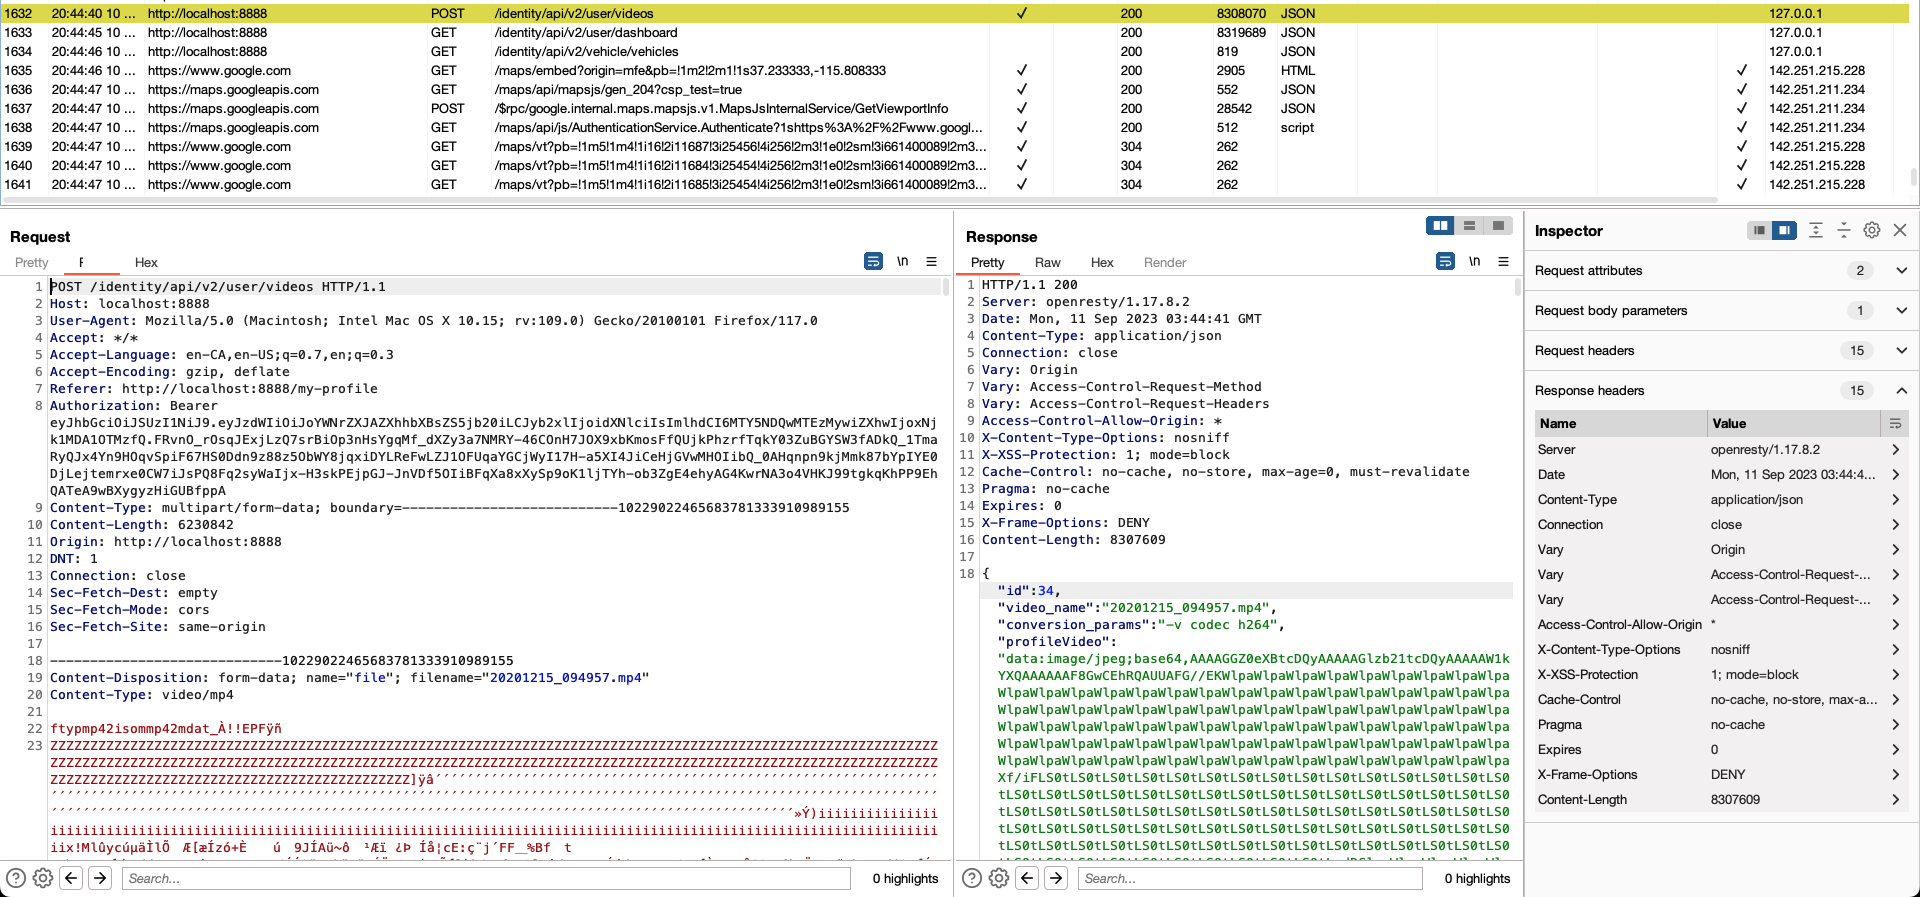 1632 20:44:40 10 ... http://localhost:8888 POST /identity/api/v2/user/videos ✓ 200 8308070 JSON 127.0.0.1
1633 20:44:45 10 ... http://localhost:8888 GET /identity/api/v2/user/dashboard 200 8319689 JSON 127.0.0.1
1634 20:44:46 10 ... http://localhost:8888 GET /identity/api/v2/vehicle/vehicles 200 819 JSON 127.0.0.1
1635 20:44:46 10 ... https://www.google.com GET /maps/embed?origin=mfe&pb=!1m2!2m1!1s37.233333,-115.808333 ✓ 200 2905 HTML ✓ 142.251.215.228
1636 20:44:47 10 ... https://maps.googleapis.com GET /maps/api/mapsjs/gen_204?csp_test=true ✓ 200 552 JSON ✓ 142.251.211.234
1637 20:44:47 10 ... https://maps.googleapis.com POST /$rpc/google.internal.maps.mapsjs.v1.MapsJsInternalService/GetViewportInfo ✓ 200 28542 JSON ✓ 142.251.211.234
1638 20:44:47 10 ... https://maps.googleapis.com GET /maps/api/js/AuthenticationService.Authenticate?1shttps%3A%2F%2Fwww.googl... ✓ 200 512 script ✓ 142.251.211.234
1639 20:44:47 10 ... https://www.google.com GET /maps/vt?pb=!1m5!1m4!1i16!2i11687!3i25456!4i256!2m3!1e0!2sm!3i661400089!2m3... ✓ 304 262 ✓ 142.251.215.228
1640 20:44:47 10 ... https://www.google.com GET /maps/vt?pb=!1m5!1m4!1i16!2i11684!3i25454!4i256!2m3!1e0!2sm!3i661400089!2m3... ✓ 304 262 ✓ 142.251.215.228
1641 20:44:47 10 ... https://www.google.com GET /maps/vt?pb=!1m5!1m4!1i16!2i11685!3i25454!4i256!2m3!1e0!2sm!3i661400089!2m3... ✓ 304 262 ✓ 142.251.215.228
Request
Pretty Hex \n
1 POST /identity/api/v2/user/videos HTTP/1.1
2 Host: localhost:8888
3 User-Agent: Mozilla/5.0 (Macintosh; Intel Mac OS X 10.15; rv:109.0) Gecko/20100101 Firefox/117.0
4 Accept: */*
5 Accept-Language: en-CA,en-US;q=0.7,en;q=0.3
6 Accept-Encoding: gzip, deflate
7 Referer: http://localhost:8888/my-profile
8 Authorization: Bearer
eyJhbGciOiJSUzI1NiJ9.eyJzdWIiOiJoYWNrZXJAZXhhbXBsZS5jb20iLCJyb2xlIjoidXNlciIsImlhdCI6MTY5NDQwMTEzMywiZXhwIjoxNj
k1MDA1OTMzfQ.FRvnO_rOsqJExjLzQ7srBiOp3nHsYgqMf_dXZy3a7NMRY-46COnH7JOX9xbKmosFfQUjkPhzrfTqkY03ZuBGYSW3fADkQ_1Tma
RyQJx4Yn9HOqvSpiF67HS0Ddn9z88z5ObWY8jqxiDYLReFwLZJ1OFUqaYGCjWyI17H-a5XI4JiCeHjGVwMHOIibQ_0AHqnpn9kjMmk87bYpIYE0
DjLejtemrxe0CW7iJsPQ8Fq2syWaIjx-H3skPEjpGJ-JnVDf5OIiBFqXa8xXySp9oK1ljTYh-ob3ZgE4ehyAG4KwrNA3o4VHKJ99tgkqKhPP9Eh
QATeA9wBXygyzHiGUBfppA
9 Content-Type: multipart/form-data; boundary=---------------------------10229022465683781333910989155
10 Content-Length: 6230842
11 Origin: http://localhost:8888
12 DNT: 1
13 Connection: close
14 Sec-Fetch-Dest: empty
15 Sec-Fetch-Mode: cors
16 Sec-Fetch-Site: same-origin
17
18 -----------------------------10229022465683781333910989155
19 Content-Disposition: form-data; name="file"; filename="20201215_094957.mp4"
20 Content-Type: video/mp4
21
22 ftypmp42isommp42mdat_À!!EPFÿñ
23
Search... 0 highlights
Response
Pretty Raw Hex Render \n
1 HTTP/1.1 200
2 Server: openresty/1.17.8.2
3 Date: Mon, 11 Sep 2023 03:44:41 GMT
4 Content-Type: application/json
5 Connection: close
6 Vary: Origin
7 Vary: Access-Control-Request-Method
8 Vary: Access-Control-Request-Headers
9 Access-Control-Allow-Origin: *
10 X-Content-Type-Options: nosniff
11 X-XSS-Protection: 1; mode=block
12 Cache-Control: no-cache, no-store, max-age=0, must-revalidate
13 Pragma: no-cache
14 Expires: 0
15 X-Frame-Options: DENY
16 Content-Length: 8307609
17
18 {
"id":34,
"video_name":"20201215_094957.mp4",
"conversion_params":"-v codec h264",
"profileVideo":
"data:image/jpeg;base64,AAAAGGZ0eXBtcDQyAAAAAGlzb21tcDQyAAAAAW1k
YXQAAAAAAF8GwCEhRQAUUAFG//EKWlpaWlpaWlpaWlpaWlpaWlpaWlpaWlpaWlpa
Search... 0 highlights
Inspector
Request attributes 2
Request body parameters 1
Request headers 15
Response headers 15
Name Value
Server openresty/1.17.8.2
Date Mon, 11 Sep 2023 03:44:4...
Content-Type application/json
Connection close
Vary Origin
Vary Access-Control-Request-...
Vary Access-Control-Request-...
Access-Control-Allow-Origin *
X-Content-Type-Options nosniff
X-XSS-Protection 1; mode=block
Cache-Control no-cache, no-store, max-a...
Pragma no-cache
Expires 0
X-Frame-Options DENY
Content-Length 8307609